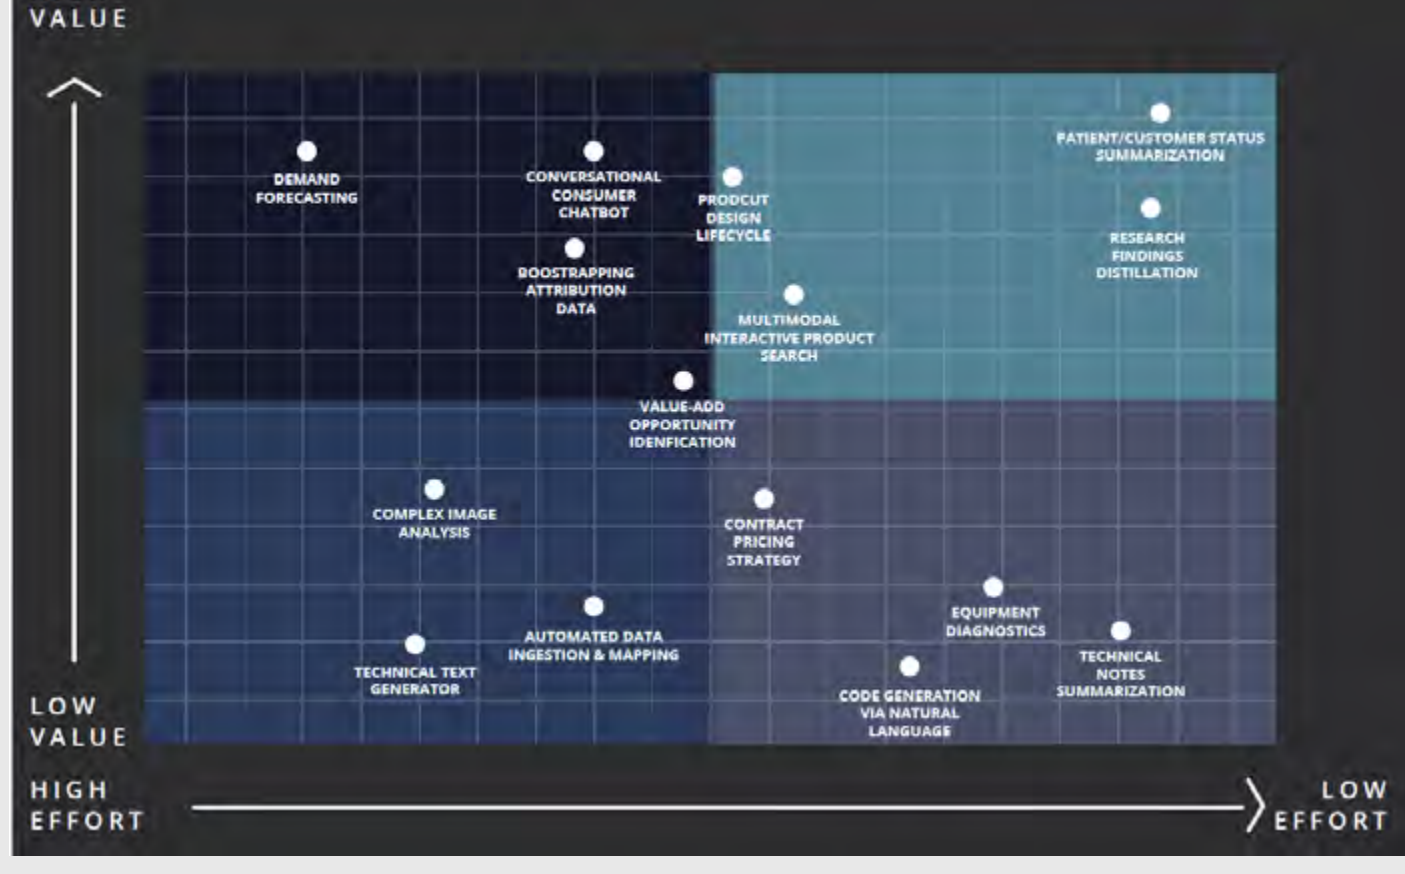 VALUE
PATIENT/CUSTOMER STATUS
SUMMARIZATION
DEMAND
FORECASTING
CONVERSATIONAL
CONSUMER
CHATBOT
PRODCUT
DESIGN
LIFECYCLE
RESEARCH
FINDINGS
DISTILLATION
BOOSTRAPPING
ATTRIBUTION
DATA
MULTIMODAL
INTERACTIVE PRODUCT
SEARCH
VALUE-ADD
OPPORTUNITY
IDENFICATION
COMPLEX IMAGE
ANALYSIS
CONTRACT
PRICING
STRATEGY
EQUIPMENT
DIAGNOSTICS
AUTOMATED DATA
INGESTION & MAPPING
TECHNICAL
NOTES
SUMMARIZATION
TECHNICAL TEXT
GENERATOR
CODE GENERATION
VIA NATURAL
LANGUAGE
LOW
VALUE
HIGH
EFFORT
LOW
EFFORT